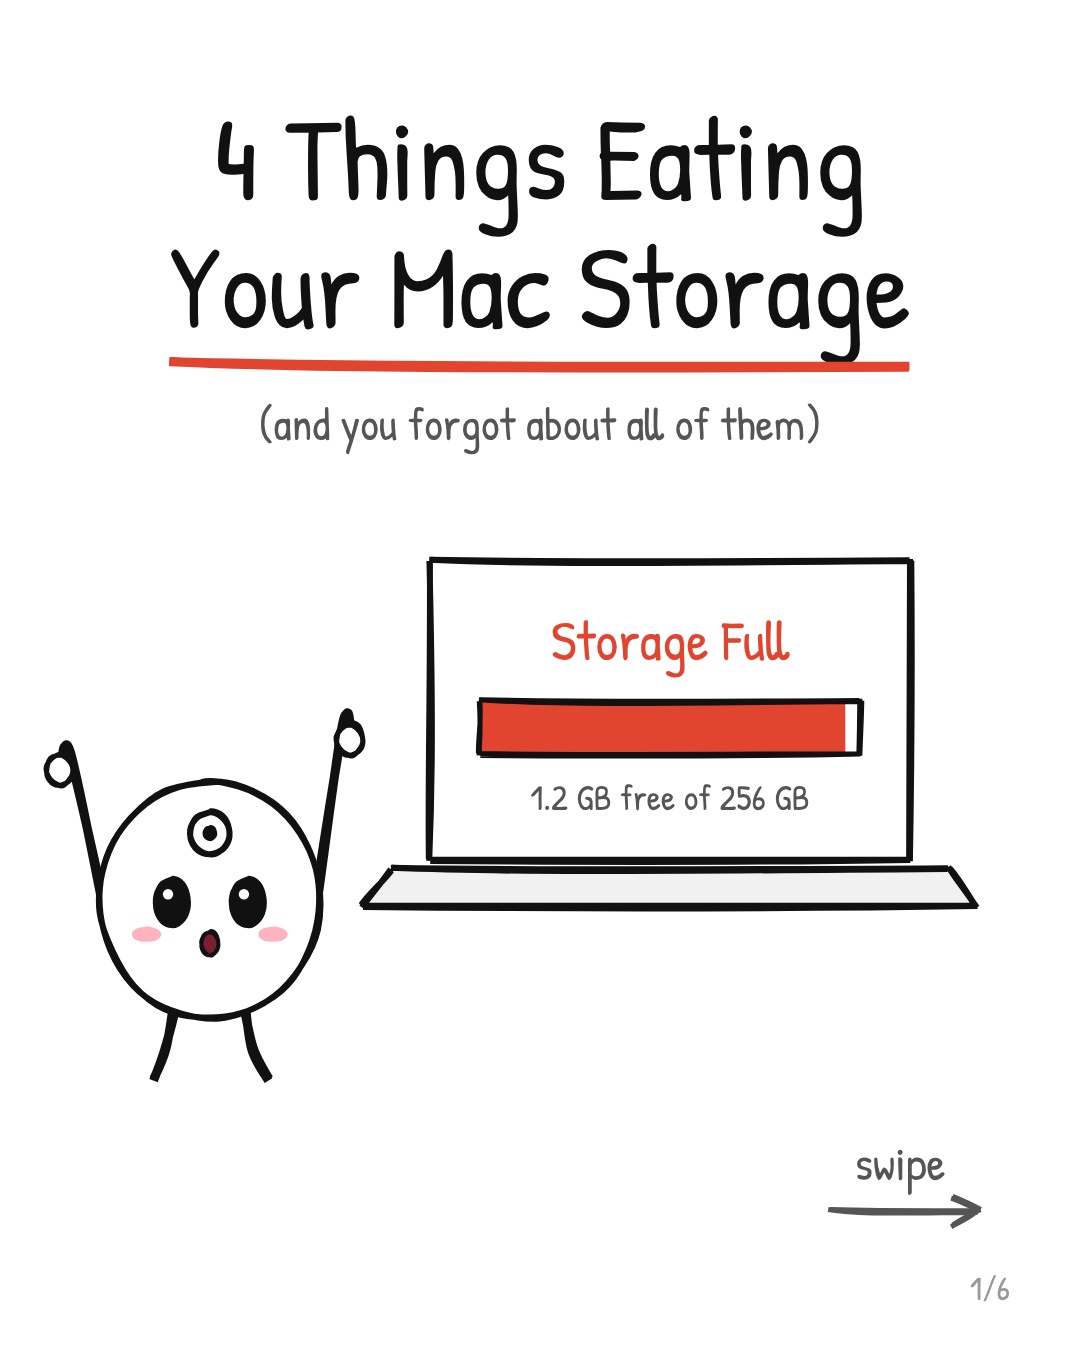 4 Things Eating
Your Mac Storage
(and you forgot about all of them)
Storage Full
1.2 GB free of 256 GB
swipe
1/6